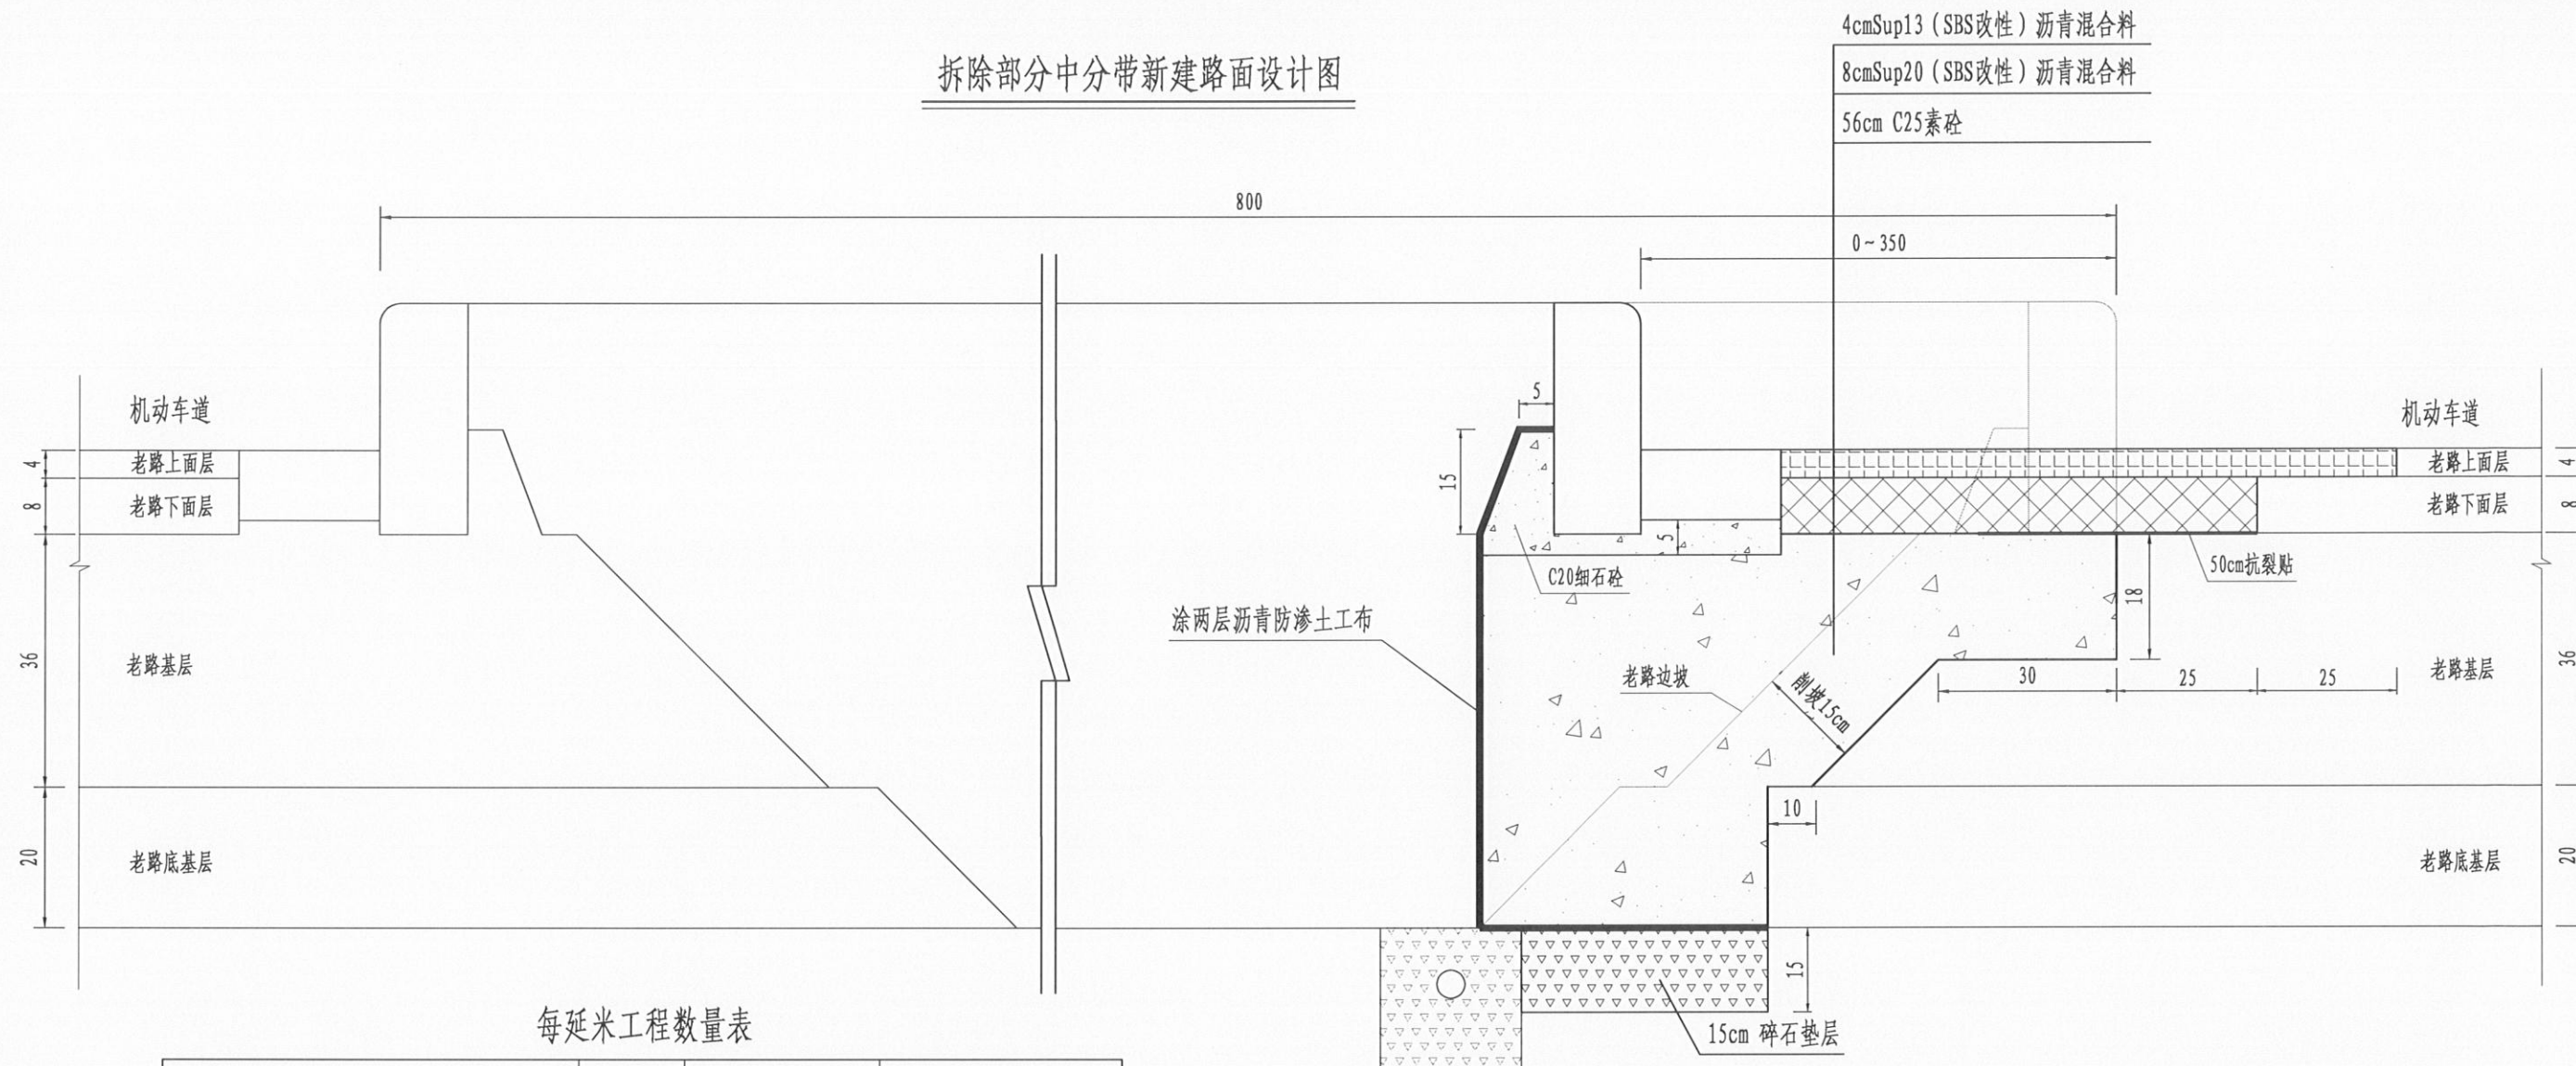 4cmSup13（SBS改性）沥青混合料
拆除部分中分带新建路面设计图
8cmSup20（SBS改性）沥青混合料
56cm C25素砼
800
0~350
5
机动车道
机动车道
4
老路上面层
15
老路上面层
4
8
老路下面层
老路下面层
8
5
50cm抗裂贴
C20细石砼
18
涂两层沥青防渗土工布
36
老路基层
老路边坡
削坡15cm
30
25
25
老路基层
36
10
20
老路底基层
老路底基层
20
15
每延米工程数量表
15cm 碎石垫层